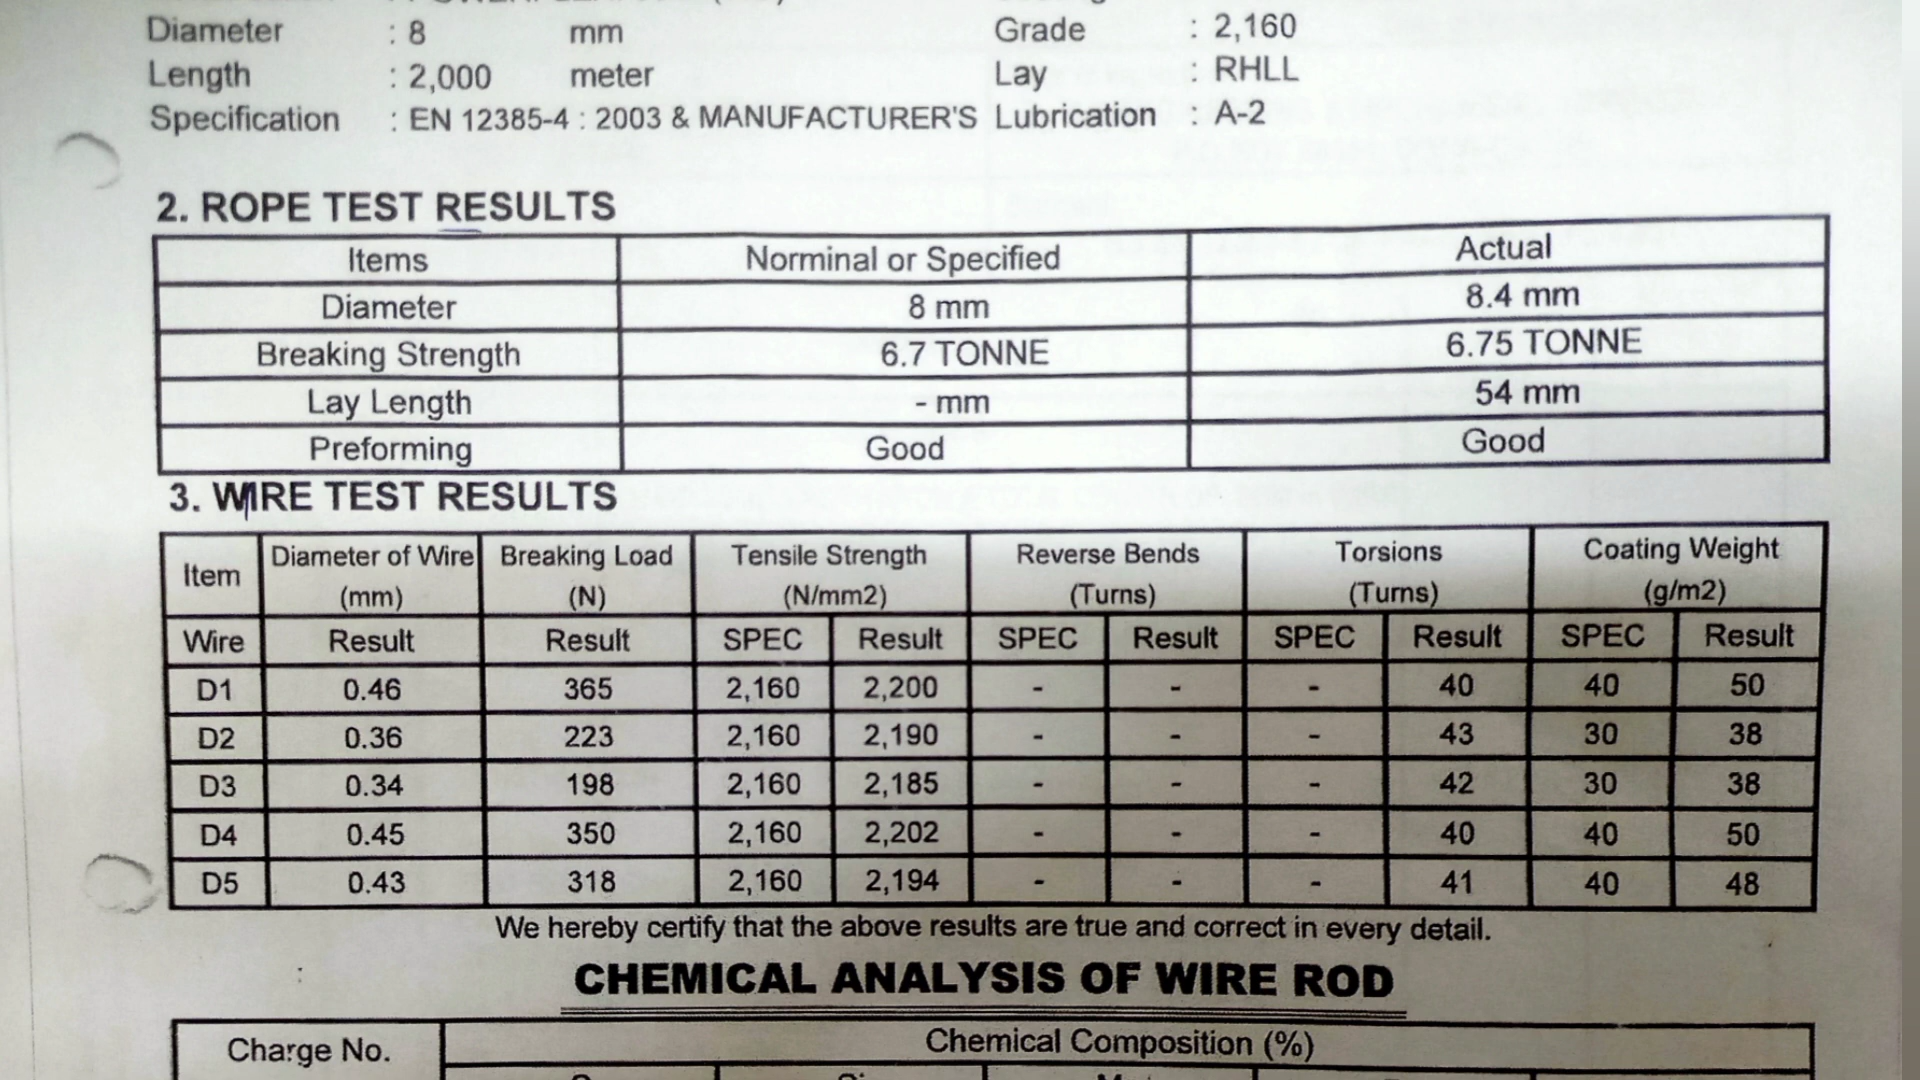 Diameter : 8 mm Grade : 2,160
Length : 2,000 meter Lay : RHLL
Specification : EN 12385-4 : 2003 & MANUFACTURER'S Lubrication : A-2
2. ROPE TEST RESULTS
Items Norminal or Specified Actual
Diameter 8 mm 8.4 mm
Breaking Strength 6.7 TONNE 6.75 TONNE
Lay Length - mm 54 mm
Preforming Good Good
3. WIRE TEST RESULTS
Item Diameter of Wire Breaking Load Tensile Strength Reverse Bends Torsions Coating Weight
(mm) (N) (N/mm2) (Turns) (Turns) (g/m2)
Wire Result Result SPEC Result SPEC Result SPEC Result SPEC Result
D1 0.46 365 2,160 2,200 - - - 40 40 50
D2 0.36 223 2,160 2,190 - - - 43 30 38
D3 0.34 198 2,160 2,185 - - - 42 30 38
D4 0.45 350 2,160 2,202 - - - 40 40 50
D5 0.43 318 2,160 2,194 - - - 41 40 48
We hereby certify that the above results are true and correct in every detail.
CHEMICAL ANALYSIS OF WIRE ROD
Charge No. Chemical Composition (%)